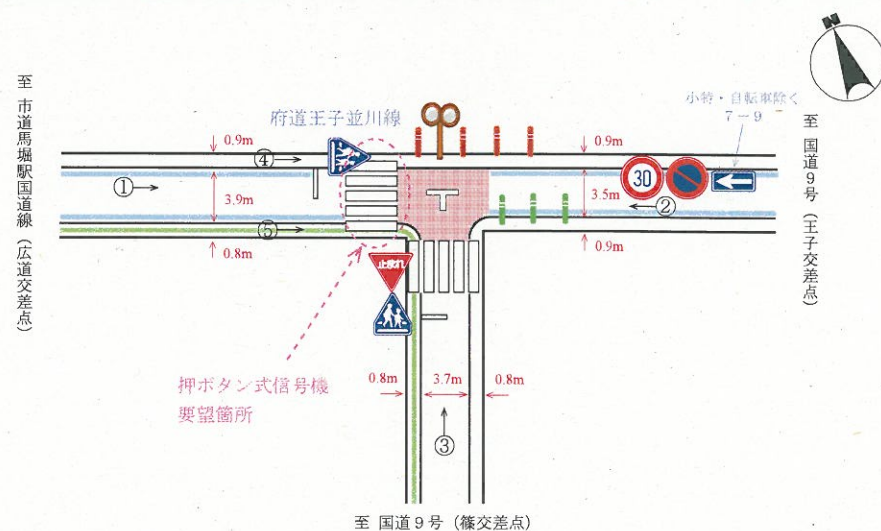 小特・自転車除く
7－9
府道王子並川線
0.9m
④
0.9m
①
3.9m
30
3.5m
②
⑤
0.8m
0.9m
止まれ
至 市道馬堀駅国道線（広道交差点）
至 国道9号（王子交差点）
押ボタン式信号機
要望箇所
0.8m
3.7m
0.8m
③
至 国道9号（篠交差点）